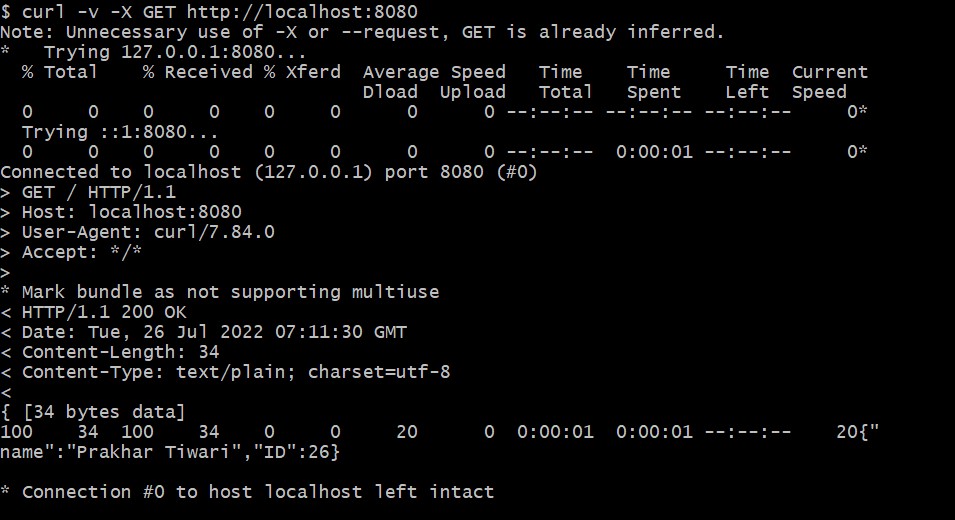 $ curl -v -X GET http://localhost:8080
Note: Unnecessary use of -X or --request, GET is already inferred.
*   Trying 127.0.0.1:8080...
  % Total    % Received % Xferd  Average Speed   Time    Time     Time  Current
                                 Dload  Upload   Total   Spent    Left  Speed
  0     0    0     0    0     0      0      0 --:--:-- --:--:-- --:--:--     0*
  Trying ::1:8080...
  0     0    0     0    0     0      0      0 --:--:--  0:00:01 --:--:--     0*
Connected to localhost (127.0.0.1) port 8080 (#0)
> GET / HTTP/1.1
> Host: localhost:8080
> User-Agent: curl/7.84.0
> Accept: */*
>
* Mark bundle as not supporting multiuse
< HTTP/1.1 200 OK
< Date: Tue, 26 Jul 2022 07:11:30 GMT
< Content-Length: 34
< Content-Type: text/plain; charset=utf-8
<
{ [34 bytes data]
100    34  100    34    0     0     20      0  0:00:01  0:00:01 --:--:--    20{"
name":"Prakhar Tiwari","ID":26}
* Connection #0 to host localhost left intact